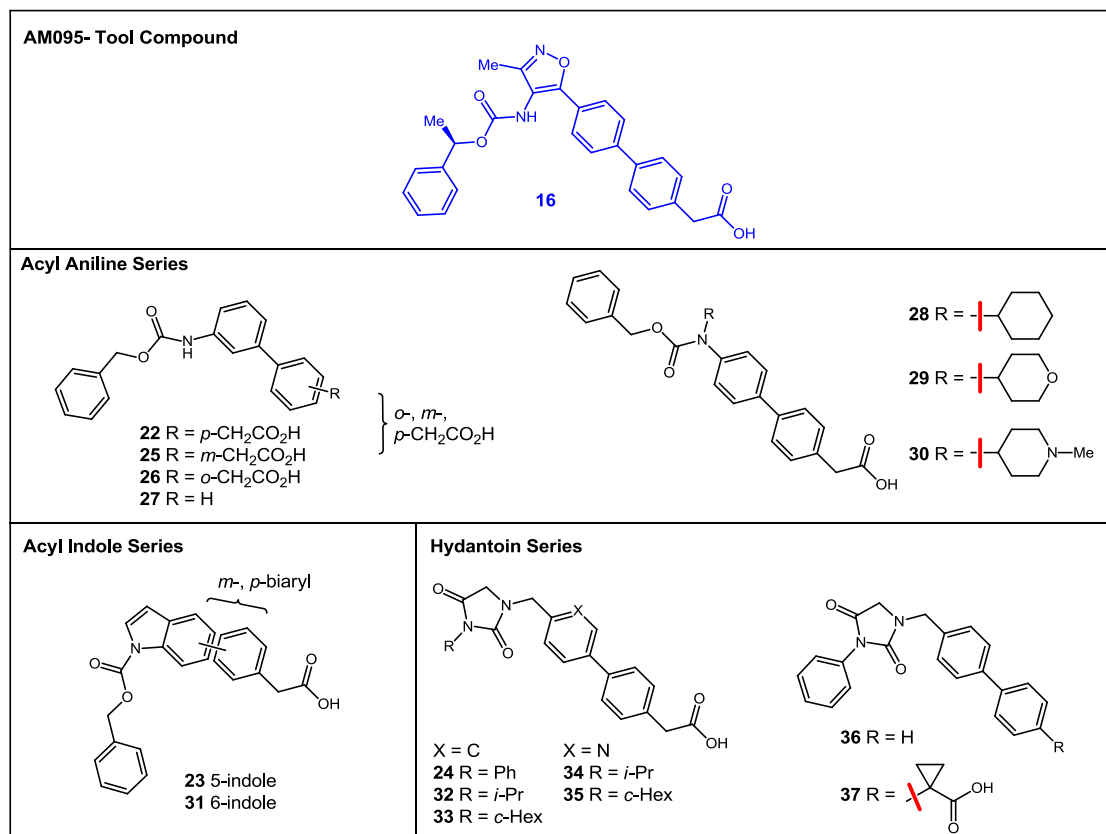 AM095- Tool Compound
Me
N
O
O
NH
Me
O
O
OH
16
Acyl Aniline Series
O
O
NH
R
22 R = p-CH₂CO₂H
25 R = m-CH₂CO₂H
26 R = o-CH₂CO₂H
27 R = H
o-, m-,
p-CH₂CO₂H
R
O
N
O
O
OH
28 R =
29 R =
O
30 R =
N
Me
Acyl Indole Series
m-, p-biaryl
N
O
O
O
OH
23 5-indole
31 6-indole
Hydantoin Series
O
N
X
N
R
O
O
OH
X = C
24 R = Ph
32 R = i-Pr
33 R = c-Hex
X = N
34 R = i-Pr
35 R = c-Hex
O
N
N
O
R
36 R = H
37 R =
OH
O